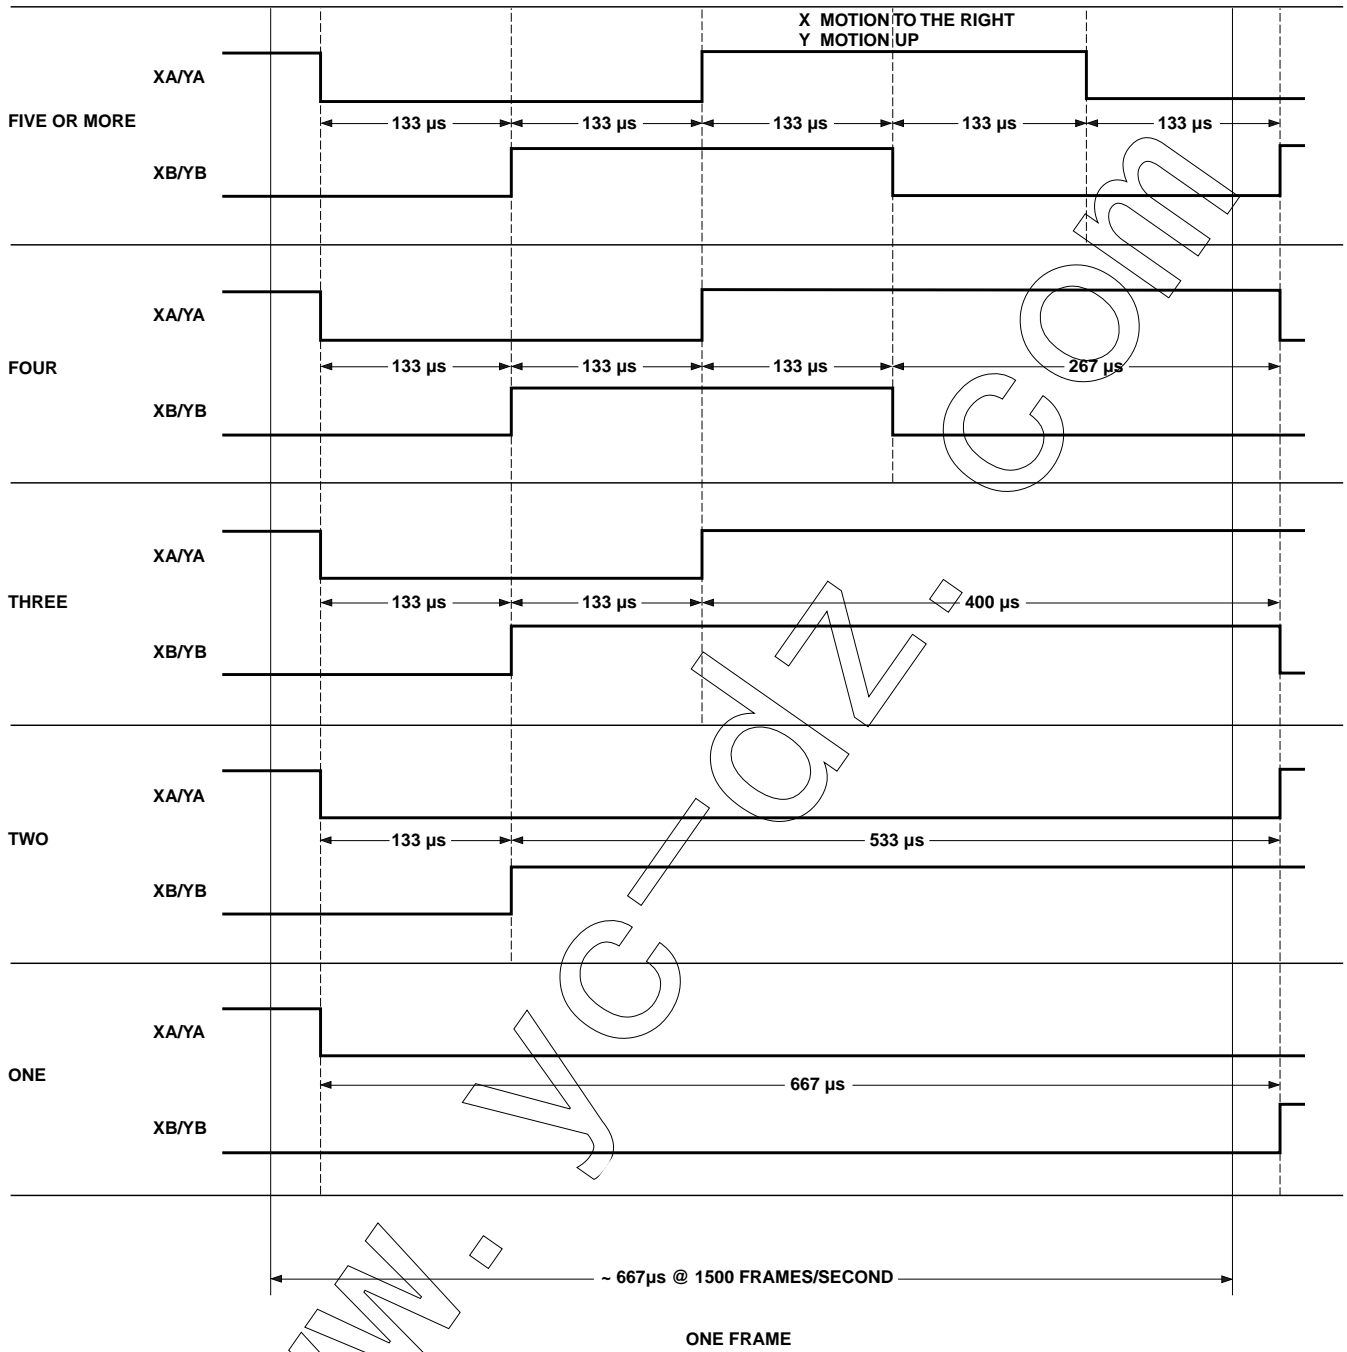 X MOTION TO THE RIGHT
Y MOTION UP
XA/YA
FIVE OR MORE
133 µs 133 µs 133 µs 133 µs 133 µs
XB/YB
XA/YA
FOUR
133 µs 133 µs 133 µs 267 µs
XB/YB
XA/YA
THREE
133 µs 133 µs 400 µs
XB/YB
XA/YA
TWO
133 µs 533 µs
XB/YB
XA/YA
ONE
667 µs
XB/YB
~ 667µs @ 1500 FRAMES/SECOND
ONE FRAME
w.yc-dz.com